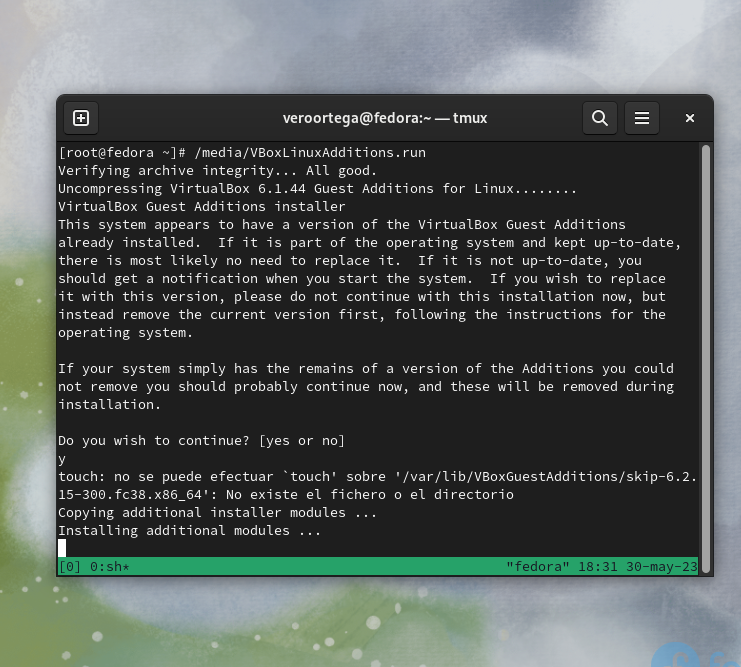 veroortega@fedora:~ — tmux
[root@fedora ~]# /media/VBoxLinuxAdditions.run
Verifying archive integrity... All good.
Uncompressing VirtualBox 6.1.44 Guest Additions for Linux........
VirtualBox Guest Additions installer
This system appears to have a version of the VirtualBox Guest Additions
already installed.  If it is part of the operating system and kept up-to-date,
there is most likely no need to replace it.  If it is not up-to-date, you
should get a notification when you start the system.  If you wish to replace
it with this version, please do not continue with this installation now, but
instead remove the current version first, following the instructions for the
operating system.
If your system simply has the remains of a version of the Additions you could
not remove you should probably continue now, and these will be removed during
installation.
Do you wish to continue? [yes or no]
y
touch: no se puede efectuar `touch' sobre '/var/lib/VBoxGuestAdditions/skip-6.2.
15-300.fc38.x86_64': No existe el fichero o el directorio
Copying additional installer modules ...
Installing additional modules ...
[0] 0:sh* "fedora" 18:31 30-may-23